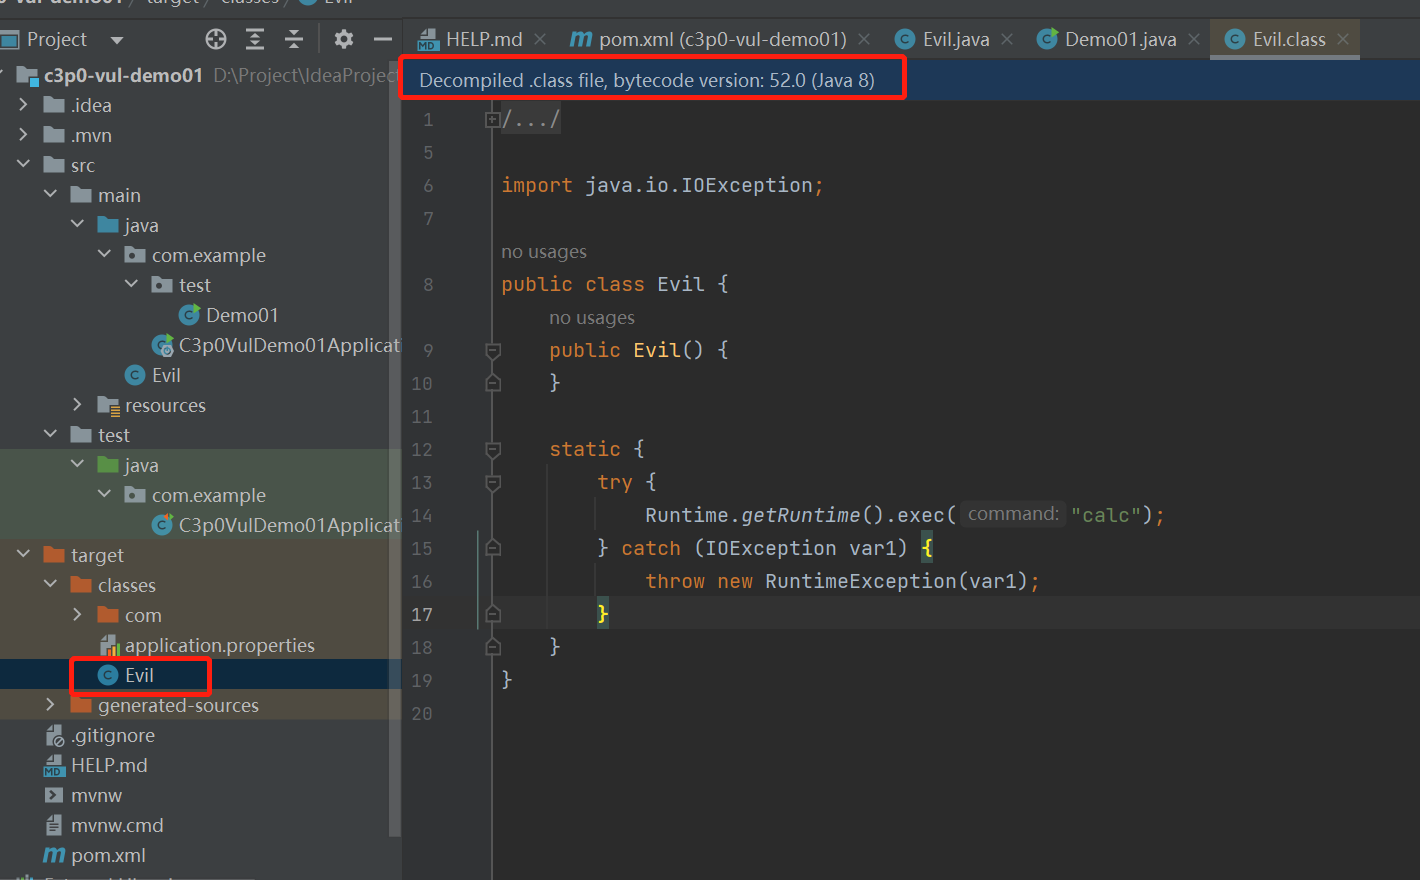 Project
HELP.md
pom.xml (c3p0-vul-demo01)
Evil.java
Demo01.java
Evil.class
c3p0-vul-demo01 D:\Project\IdeaProject
.idea
.mvn
src
main
java
com.example
test
Demo01
C3p0VulDemo01Applicati
Evil
resources
test
java
com.example
C3p0VulDemo01Applicat
target
classes
com
application.properties
Evil
generated-sources
.gitignore
HELP.md
mvnw
mvnw.cmd
pom.xml
Decompiled .class file, bytecode version: 52.0 (Java 8)
1 /.../
5
6 import java.io.IOException;
7
no usages
8 public class Evil {
no usages
9 public Evil() {
10 }
11
12 static {
13 try {
14 Runtime.getRuntime().exec( command: "calc");
15 } catch (IOException var1) {
16 throw new RuntimeException(var1);
17 }
18 }
19 }
20